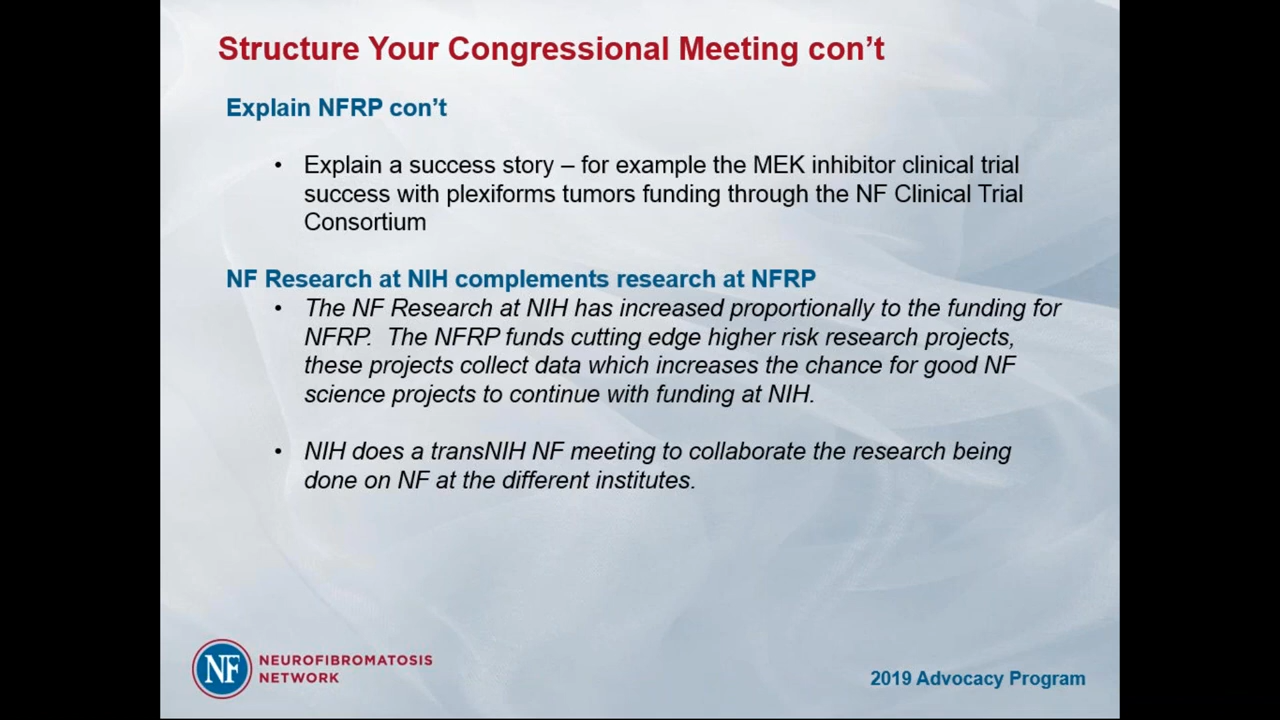 Structure Your Congressional Meeting con’t
Explain NFRP con’t
• Explain a success story – for example the MEK inhibitor clinical trial
success with plexiforms tumors funding through the NF Clinical Trial
Consortium
NF Research at NIH complements research at NFRP
• The NF Research at NIH has increased proportionally to the funding for
NFRP.  The NFRP funds cutting edge higher risk research projects,
these projects collect data which increases the chance for good NF
science projects to continue with funding at NIH.
• NIH does a transNIH NF meeting to collaborate the research being
done on NF at the different institutes.
NF
NEUROFIBROMATOSIS
NETWORK
2019 Advocacy Program